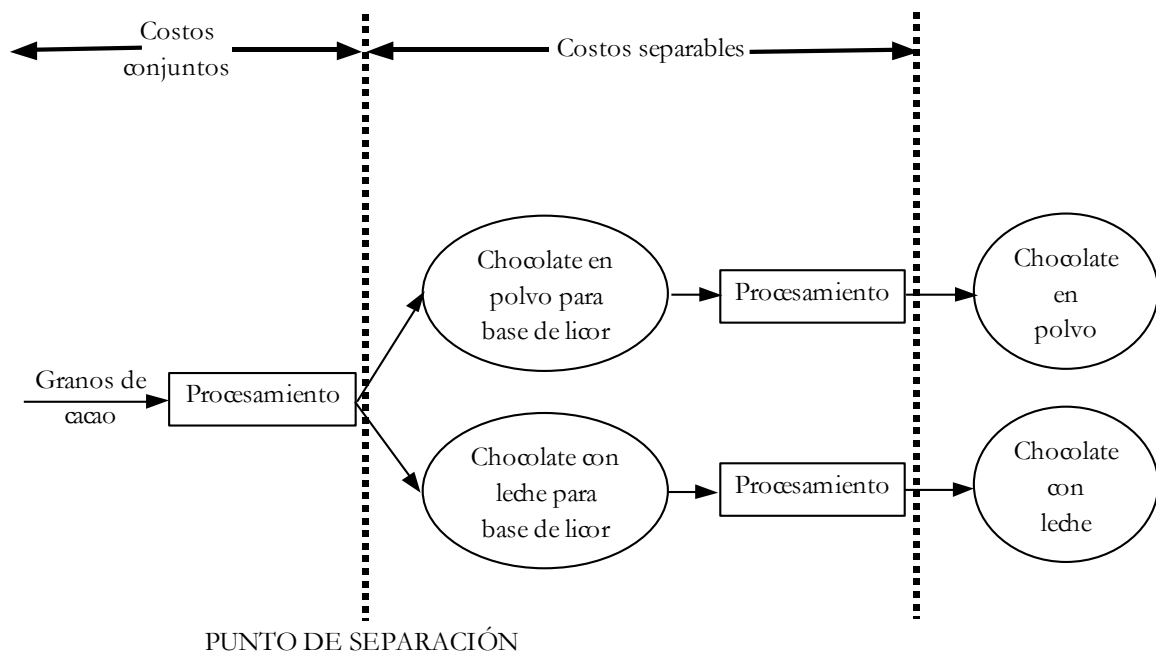 Costos
conjuntos
Costos separables
Chocolate en
polvo para
base de licor
Procesamiento
Chocolate
en
polvo
Granos de
cacao
Procesamiento
Chocolate con
leche para
base de licor
Procesamiento
Chocolate
con
leche
PUNTO DE SEPARACIÓN